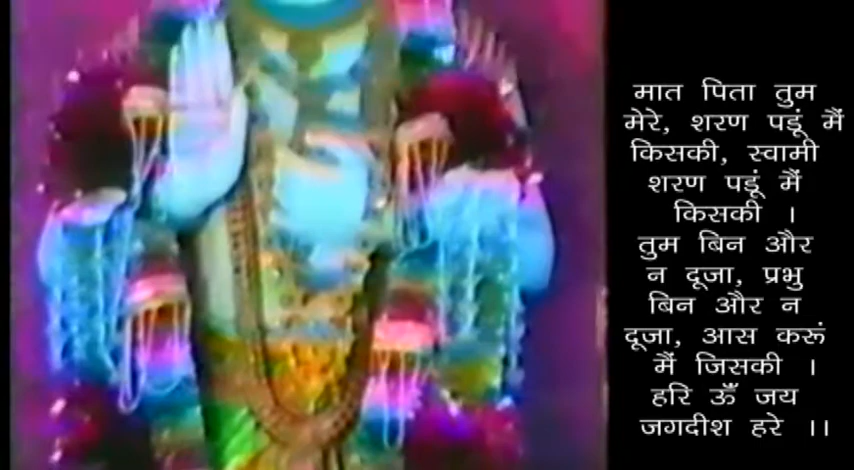 मात पिता तुम
मेरे, शरण पडूं मैं
किसकी, स्वामी
शरण पडूं मैं
किसकी ।
तुम बिन और
न दूजा, प्रभु
बिन और न
दूजा, आस करूं
मैं जिसकी ।
हरि ऊँ जय
जगदीश हरे ।।